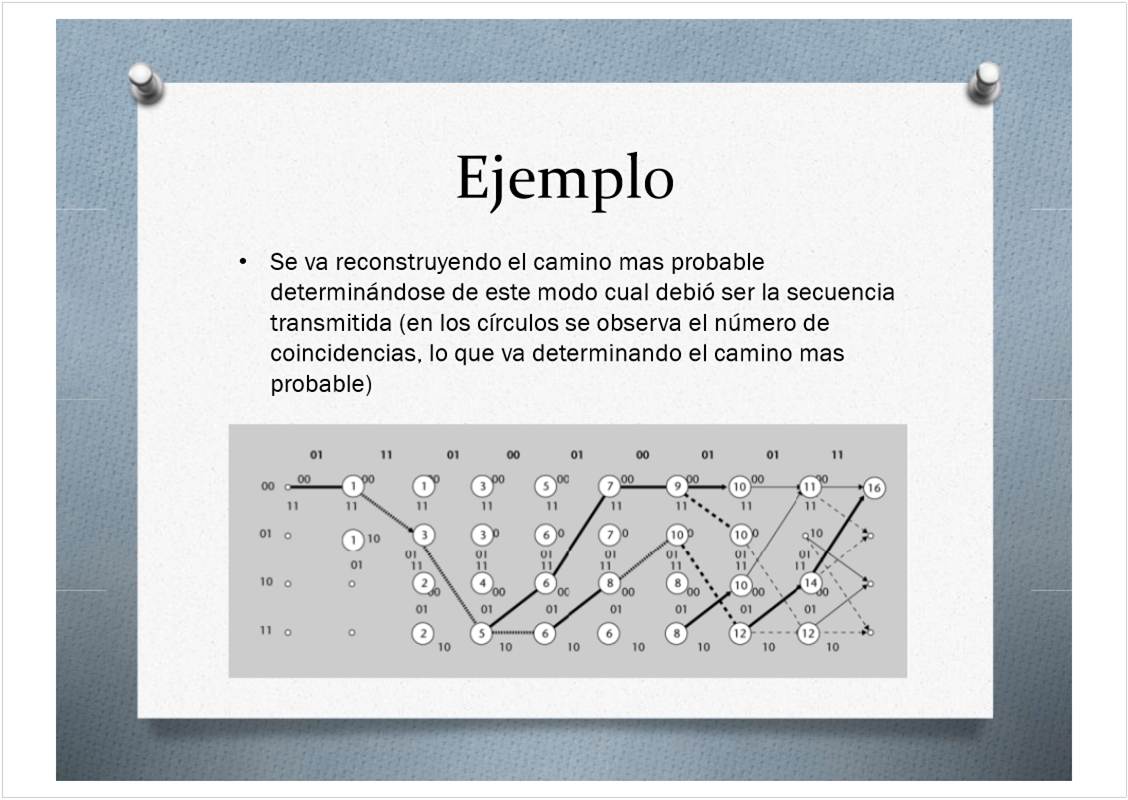 Ejemplo
• Se va reconstruyendo el camino mas probable
determinándose de este modo cual debió ser la secuencia
transmitida (en los círculos se observa el número de
coincidencias, lo que va determinando el camino mas
probable)
01 11 01 00 01 00 01 01 11
00 00 1 00 1 0 3 00 5 00 7 00 9 00 10 00 11 00 16
11 11 11 11 11 11 11 11 11
01 1 10 3 3 0 6 0 7 0 10 0 10 0 10
01 01 01 01 01 01 01
11 11 11 11 11 11
10 2 00 4 00 6 00 8 00 8 00 10 00 14 00
01 01 01 01 01 01 01
11 2 5 6 6 8 12 12
10 10 10 10 10 10 10